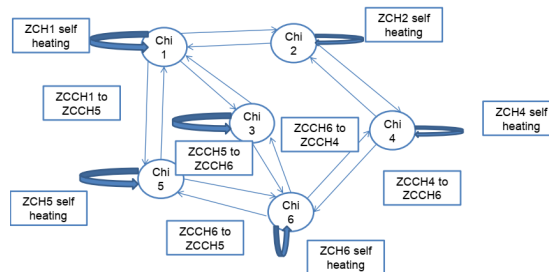 ZCH1 self
heating
Chi
1
Chi
2
ZCH2 self
heating
ZCCH1 to
ZCCH5
Chi
3
ZCCH6 to
ZCCH4
Chi
4
ZCH4 self
heating
ZCCH5 to
ZCCH6
ZCH5 self
heating
Chi
5
ZCCH4 to
ZCCH6
ZCCH6 to
ZCCH5
Chi
6
ZCH6 self
heating